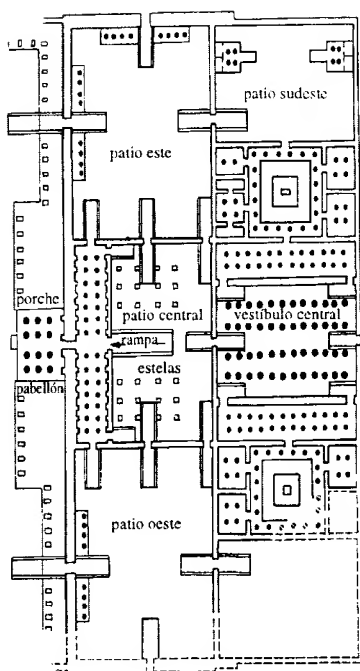 patio sudeste
patio este
porche
patio central
vestíbulo central
rampa
estelas
pabellón
patio oeste